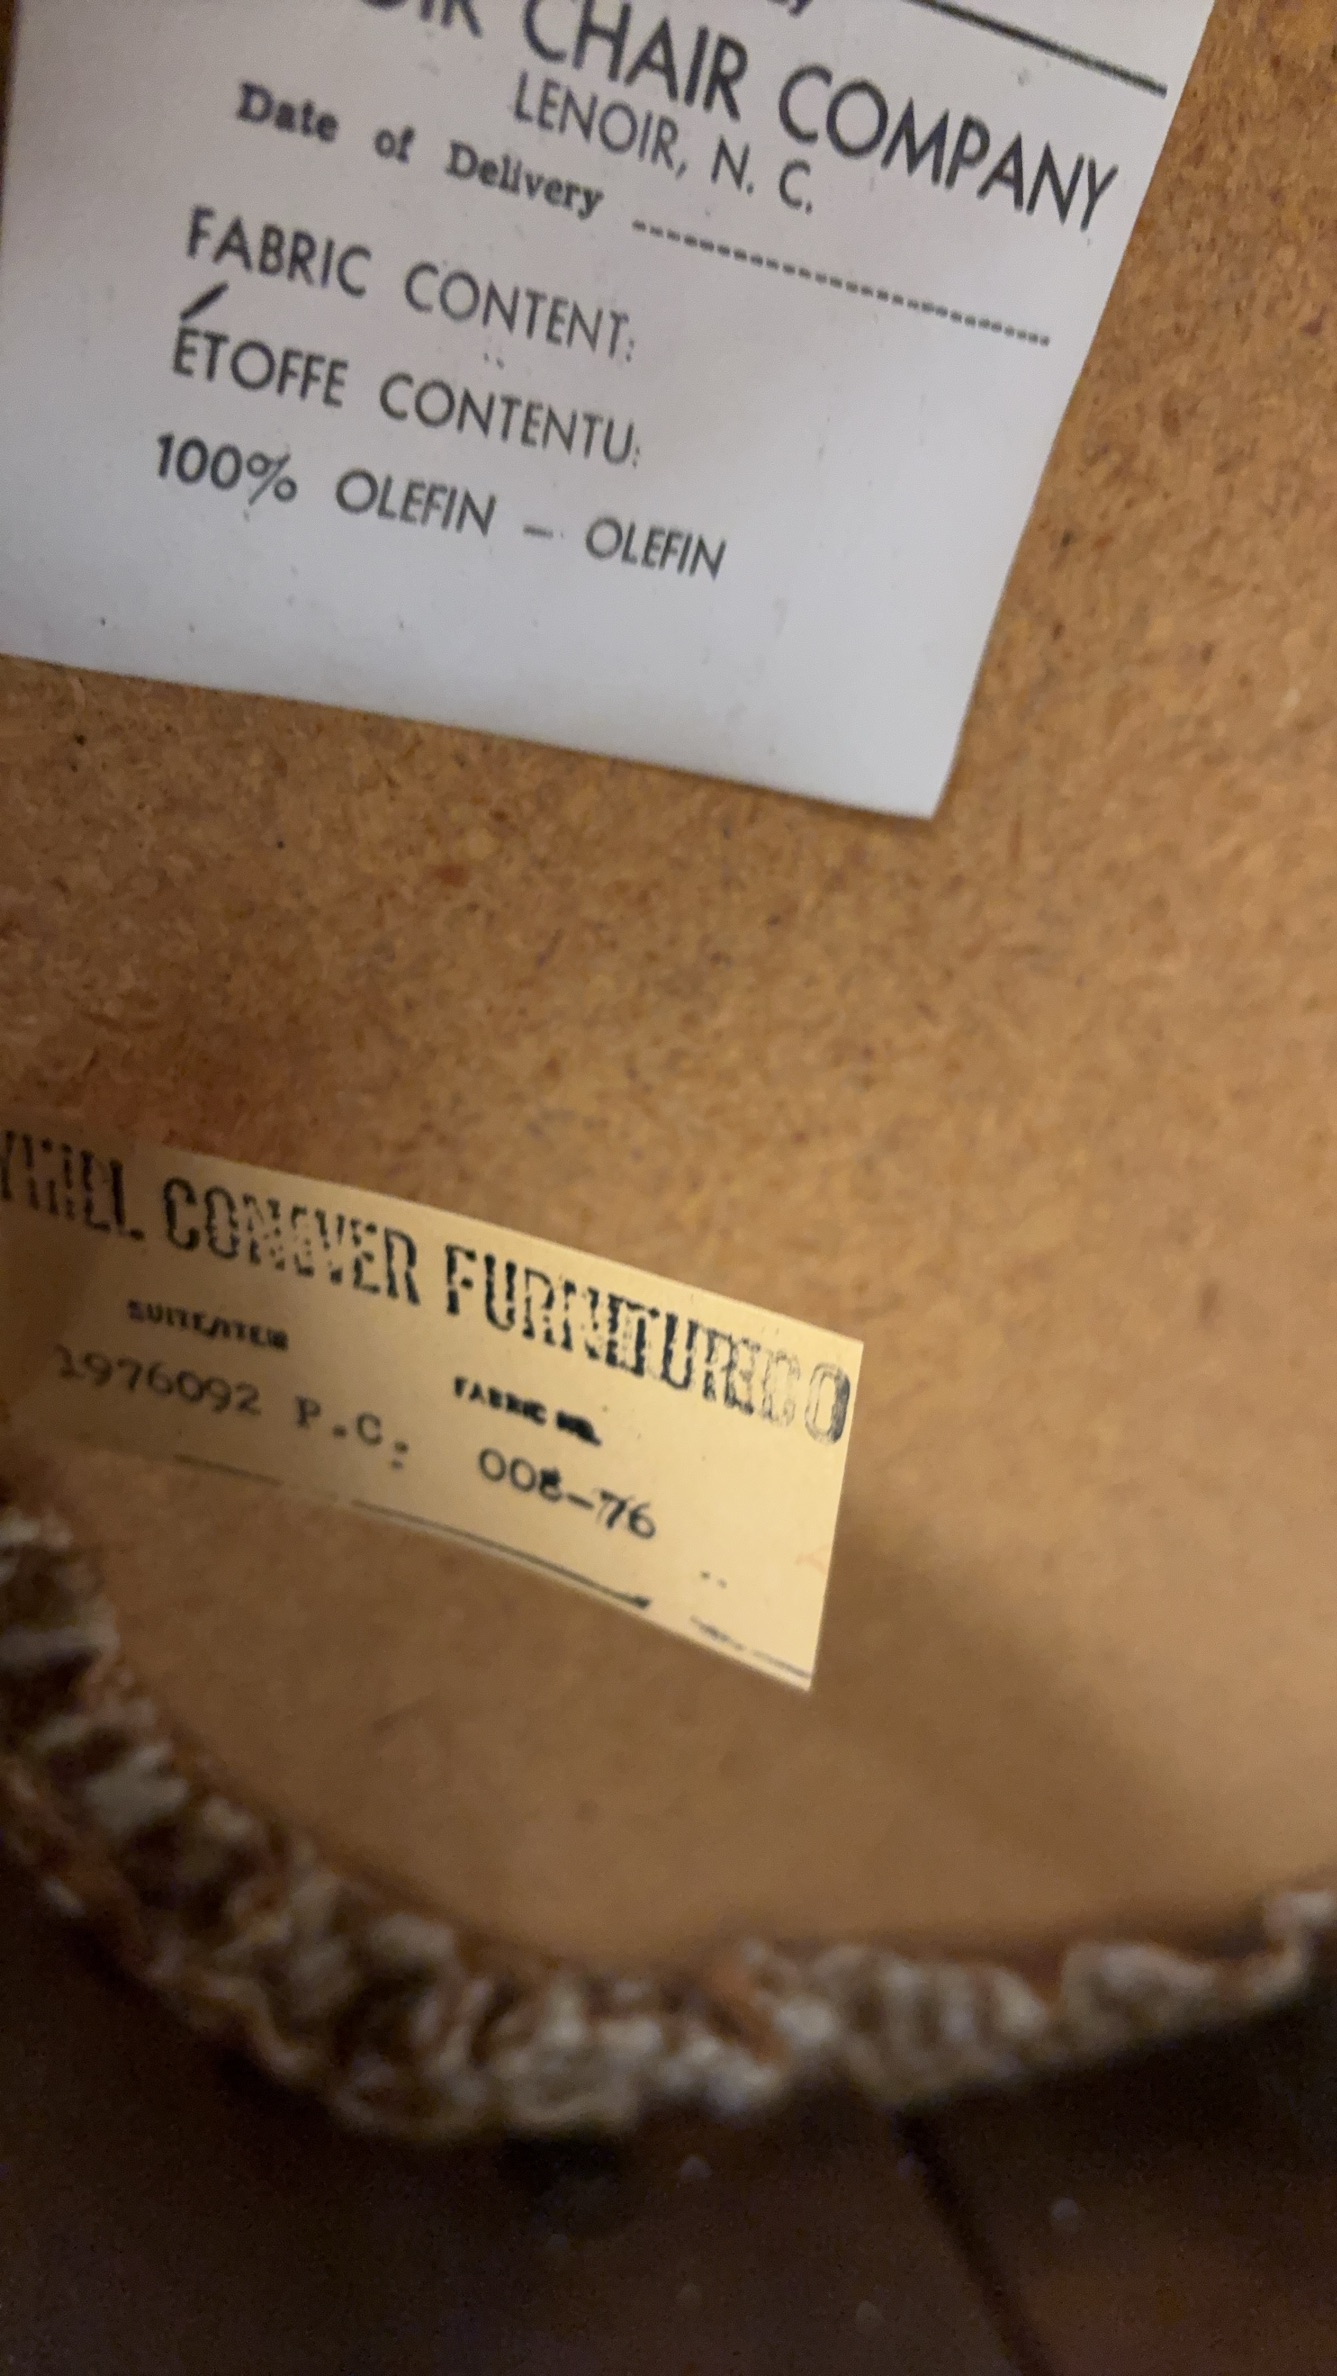 CHAIR COMPANY
LENOIR, N. C.
Date of Delivery
FABRIC CONTENT:
ÉTOFFE CONTENTU:
100% OLEFIN – OLEFIN
CONOVER FURNITURE CO
SUITE/ITEM
FABRIC NO.
1976092 P.C. 008-76